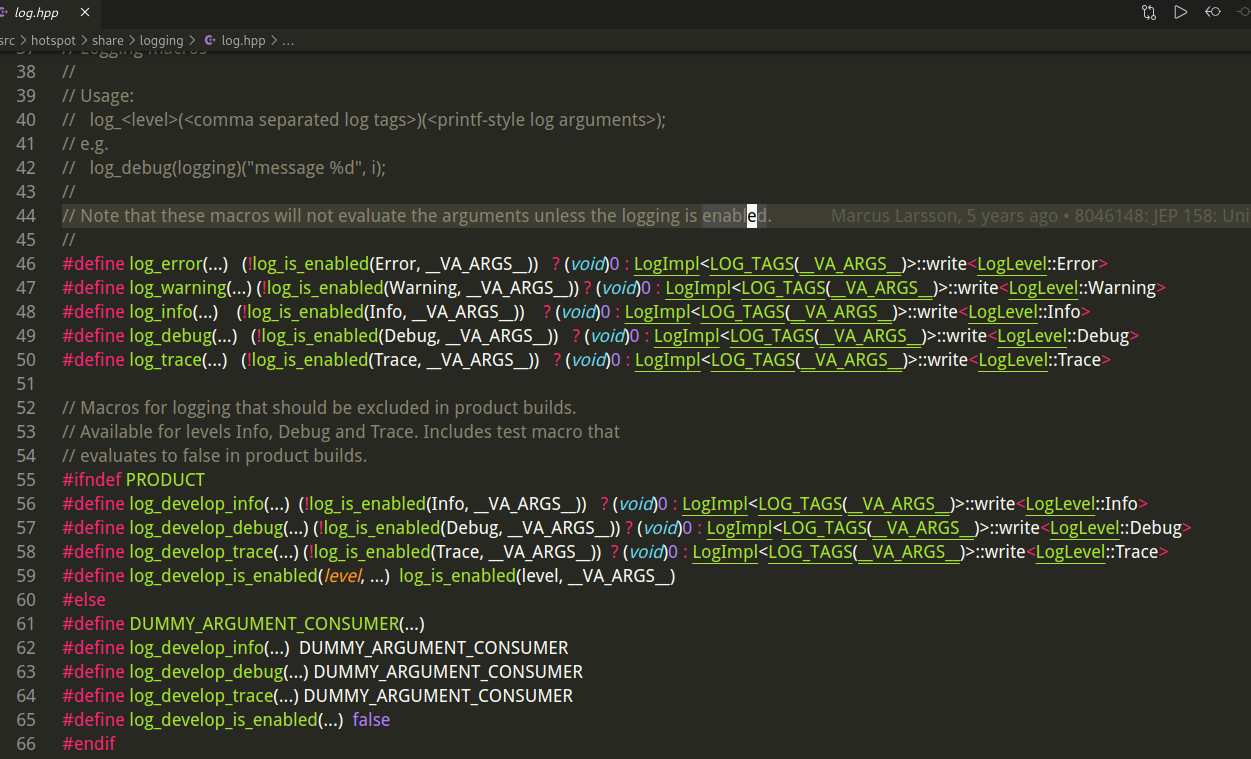 log.hpp
src > hotspot > share > logging > log.hpp > ...
37 // Logging macros
38 //
39 // Usage:
40 //   log_<level>(<comma separated log tags>)(<printf-style log arguments>);
41 // e.g.
42 //   log_debug(logging)("message %d", i);
43 //
44 // Note that these macros will not evaluate the arguments unless the logging is enabled.     Marcus Larsson, 5 years ago • 8046148: JEP 158: Uni
45 //
46 #define log_error(...)   (!log_is_enabled(Error, __VA_ARGS__))   ? (void)0 : LogImpl<LOG_TAGS(__VA_ARGS__)>::write<LogLevel::Error>
47 #define log_warning(...) (!log_is_enabled(Warning, __VA_ARGS__)) ? (void)0 : LogImpl<LOG_TAGS(__VA_ARGS__)>::write<LogLevel::Warning>
48 #define log_info(...)    (!log_is_enabled(Info, __VA_ARGS__))    ? (void)0 : LogImpl<LOG_TAGS(__VA_ARGS__)>::write<LogLevel::Info>
49 #define log_debug(...)   (!log_is_enabled(Debug, __VA_ARGS__))   ? (void)0 : LogImpl<LOG_TAGS(__VA_ARGS__)>::write<LogLevel::Debug>
50 #define log_trace(...)   (!log_is_enabled(Trace, __VA_ARGS__))   ? (void)0 : LogImpl<LOG_TAGS(__VA_ARGS__)>::write<LogLevel::Trace>
51
52 // Macros for logging that should be excluded in product builds.
53 // Available for levels Info, Debug and Trace. Includes test macro that
54 // evaluates to false in product builds.
55 #ifndef PRODUCT
56 #define log_develop_info(...)  (!log_is_enabled(Info, __VA_ARGS__))   ? (void)0 : LogImpl<LOG_TAGS(__VA_ARGS__)>::write<LogLevel::Info>
57 #define log_develop_debug(...) (!log_is_enabled(Debug, __VA_ARGS__)) ? (void)0 : LogImpl<LOG_TAGS(__VA_ARGS__)>::write<LogLevel::Debug>
58 #define log_develop_trace(...) (!log_is_enabled(Trace, __VA_ARGS__))  ? (void)0 : LogImpl<LOG_TAGS(__VA_ARGS__)>::write<LogLevel::Trace>
59 #define log_develop_is_enabled(level, ...)  log_is_enabled(level, __VA_ARGS__)
60 #else
61 #define DUMMY_ARGUMENT_CONSUMER(...)
62 #define log_develop_info(...)  DUMMY_ARGUMENT_CONSUMER
63 #define log_develop_debug(...) DUMMY_ARGUMENT_CONSUMER
64 #define log_develop_trace(...) DUMMY_ARGUMENT_CONSUMER
65 #define log_develop_is_enabled(...)  false
66 #endif